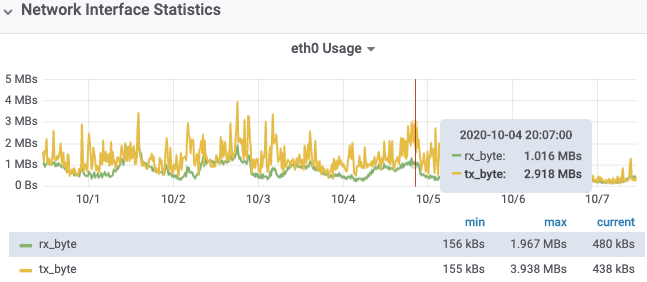 Network Interface Statistics
eth0 Usage
5 MBs
4 MBs
3 MBs
2 MBs
1 MBs
0 Bs
2020-10-04 20:07:00
rx_byte: 1.016 MBs
tx_byte: 2.918 MBs
10/1 10/2 10/3 10/4 10/5 10/6 10/7
min max current
rx_byte 156 kBs 1.967 MBs 480 kBs
tx_byte 155 kBs 3.938 MBs 438 kBs